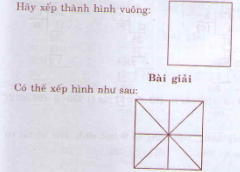 Hãy xếp thành hình vuông:
Bài giải
Có thể xếp hình như sau: